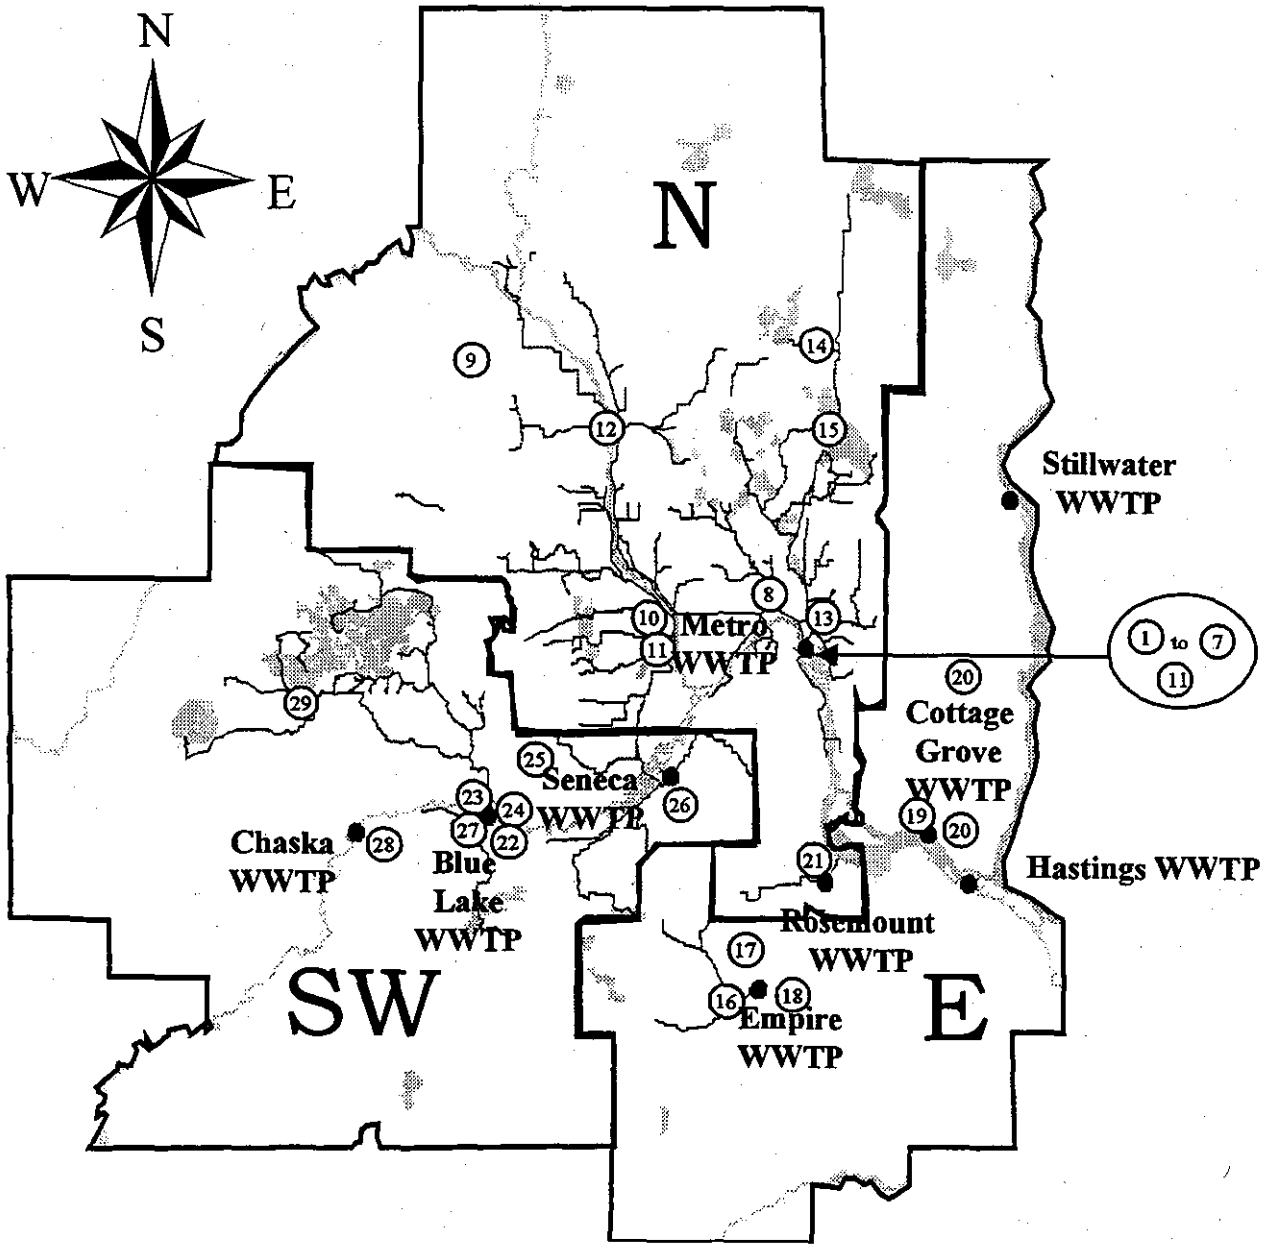 N
W
E
S
N
9
14
12
15
Stillwater
WWTP
8
10
13
Metro
1
to
7
11
WWTP
11
20
29
Cottage
Grove
WWTP
25
Seneca
WWTP
26
23
24
27
22
19
20
Chaska
WWTP
28
Blue
Lake
WWTP
21
Hastings WWTP
Rosemount
WWTP
17
SW
E
16
18
Empire
WWTP